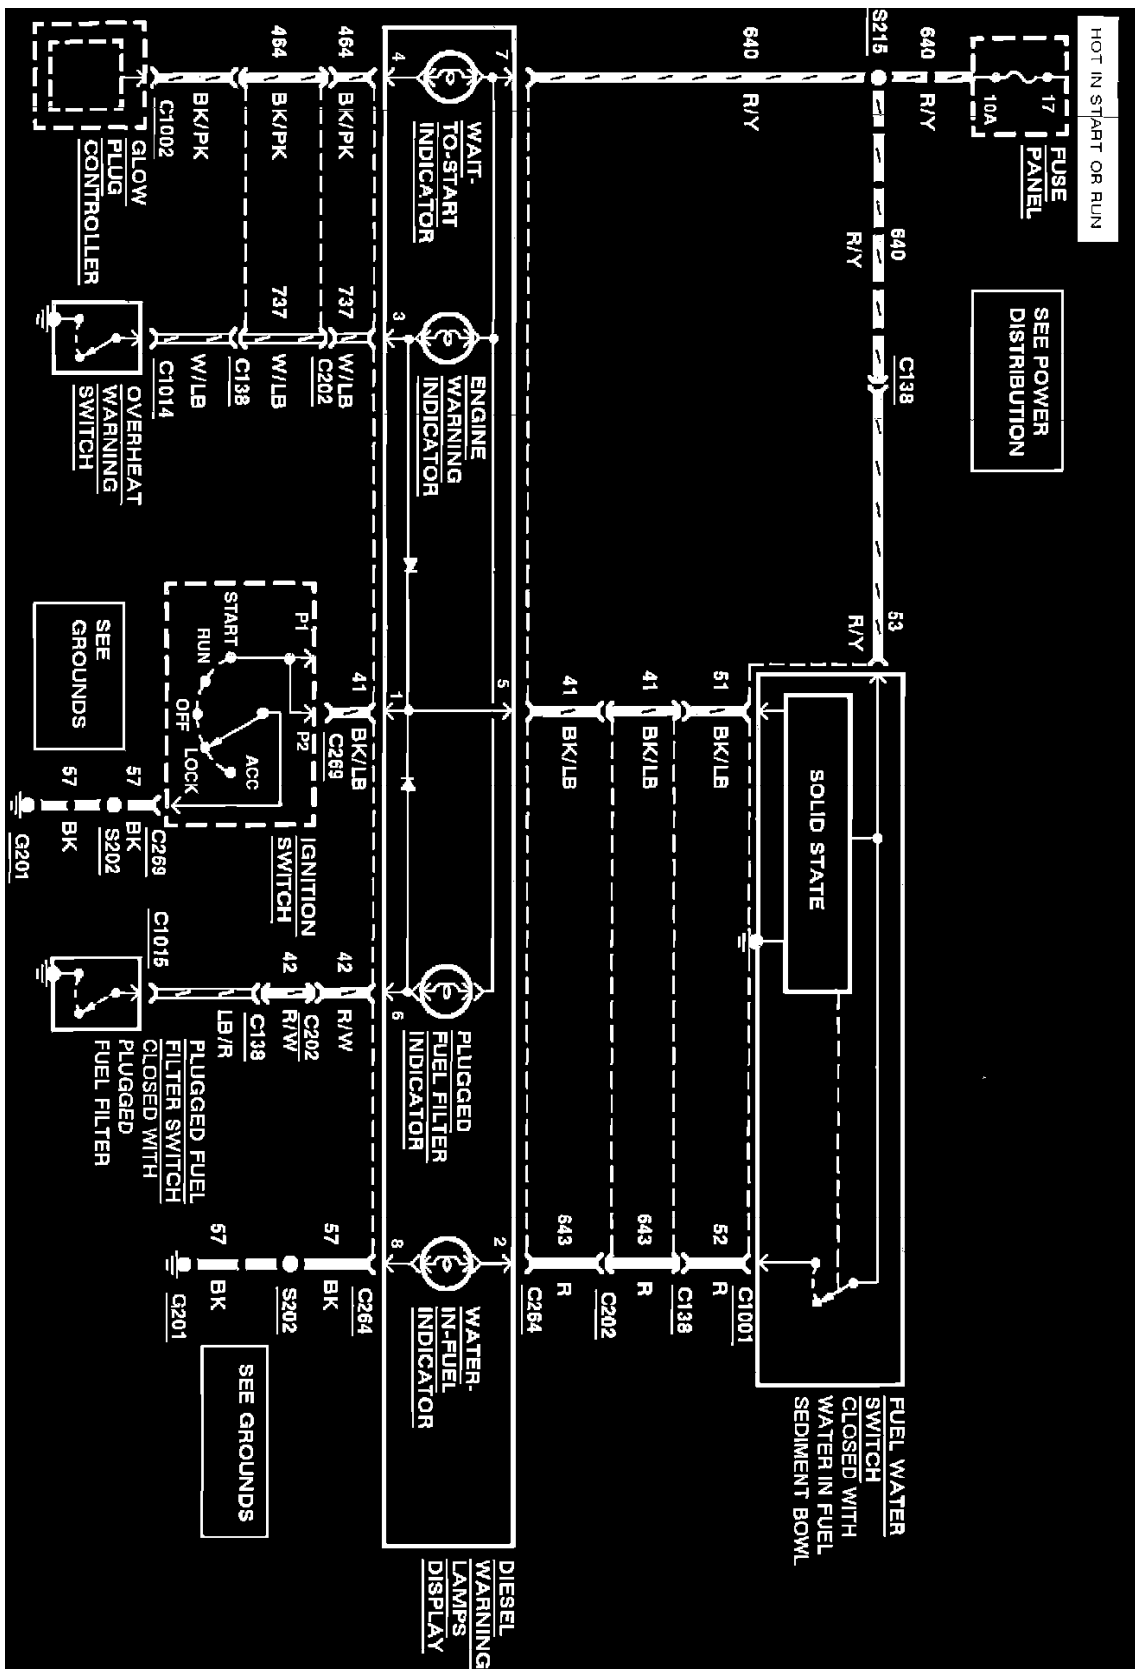 HOT IN START OR RUN
FUSE
PANEL
17
10A
640
R/Y
S215
640
R/Y
640
R/Y
C138
53
R/Y
SEE POWER
DISTRIBUTION
FUEL WATER
SWITCH
CLOSED WITH
WATER IN FUEL
SEDIMENT BOWL
SOLID STATE
51
BK/LB
41
BK/LB
41
BK/LB
C1001
52
R
C138
643
R
C202
643
R
C264
DIESEL
WARNING
LAMPS
DISPLAY
7
5
2
WAIT-
TO-START
INDICATOR
ENGINE
WARNING
INDICATOR
PLUGGED
FUEL FILTER
INDICATOR
WATER-
IN-FUEL
INDICATOR
4
3
1
6
8
464
BK/PK
464
BK/PK
BK/PK
C1002
GLOW
PLUG
CONTROLLER
737
W/LB
C202
737
W/LB
C138
W/LB
C1014
OVERHEAT
WARNING
SWITCH
41
BK/LB
C269
P1
P2
START
RUN
OFF
LOCK
ACC
IGNITION
SWITCH
C269
57
BK
S202
57
BK
G201
SEE
GROUNDS
42
R/W
C202
42
R/W
C138
LB/R
C1015
PLUGGED FUEL
FILTER SWITCH
CLOSED WITH
PLUGGED
FUEL FILTER
C264
57
BK
S202
57
BK
G201
SEE GROUNDS